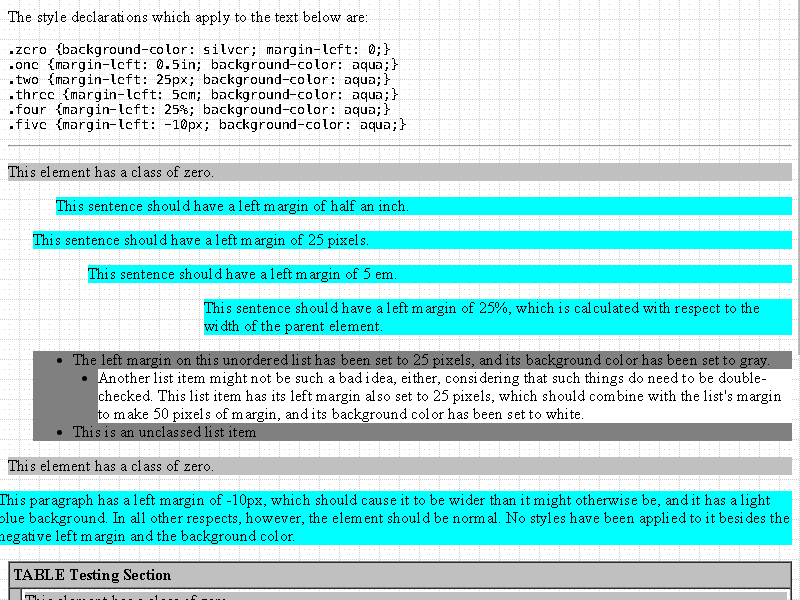 The style declarations which apply to the text below are:
.zero {background-color: silver; margin-left: 0;}
.one {margin-left: 0.5in; background-color: aqua;}
.two {margin-left: 25px; background-color: aqua;}
.three {margin-left: 5em; background-color: aqua;}
.four {margin-left: 25%; background-color: aqua;}
.five {margin-left: -10px; background-color: aqua;}
This element has a class of zero.
This sentence should have a left margin of half an inch.
This sentence should have a left margin of 25 pixels.
This sentence should have a left margin of 5 em.
This sentence should have a left margin of 25%, which is calculated with respect to the
width of the parent element.
The left margin on this unordered list has been set to 25 pixels, and its background color has been set to gray.
Another list item might not be such a bad idea, either, considering that such things do need to be double-
checked. This list item has its left margin also set to 25 pixels, which should combine with the list's margin
to make 50 pixels of margin, and its background color has been set to white.
This is an unclassed list item
This element has a class of zero.
This paragraph has a left margin of -10px, which should cause it to be wider than it might otherwise be, and it has a light
blue background. In all other respects, however, the element should be normal. No styles have been applied to it besides the
negative left margin and the background color.
TABLE Testing Section
This element has a class of zero.